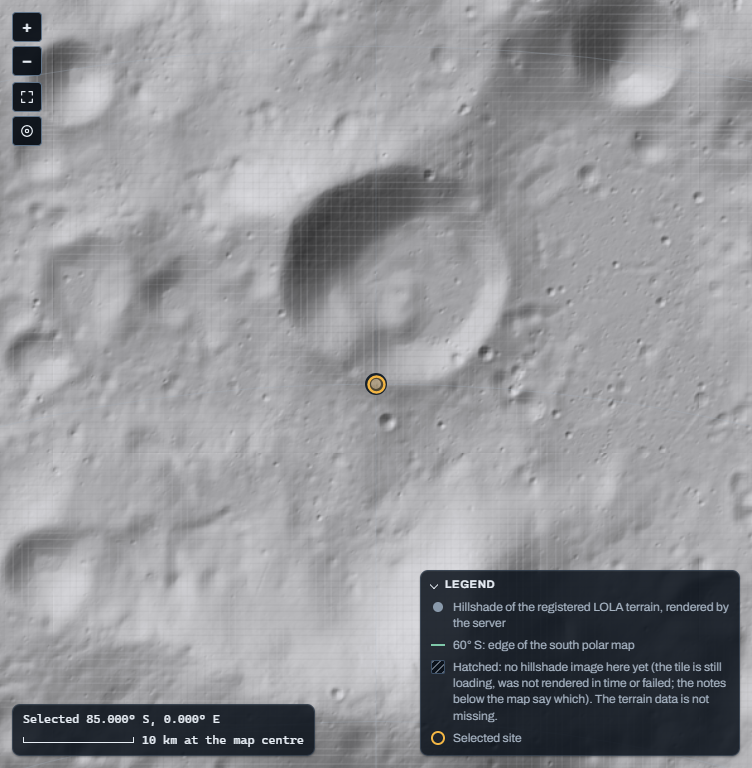 +
−
LEGEND
Hillshade of the registered LOLA terrain, rendered by
the server
60° S: edge of the south polar map
Hatched: no hillshade image here yet (the tile is still
loading, was not rendered in time or failed; the notes
below the map say which). The terrain data is not
missing.
Selected site
Selected 85.000° S, 0.000° E
10 km at the map centre